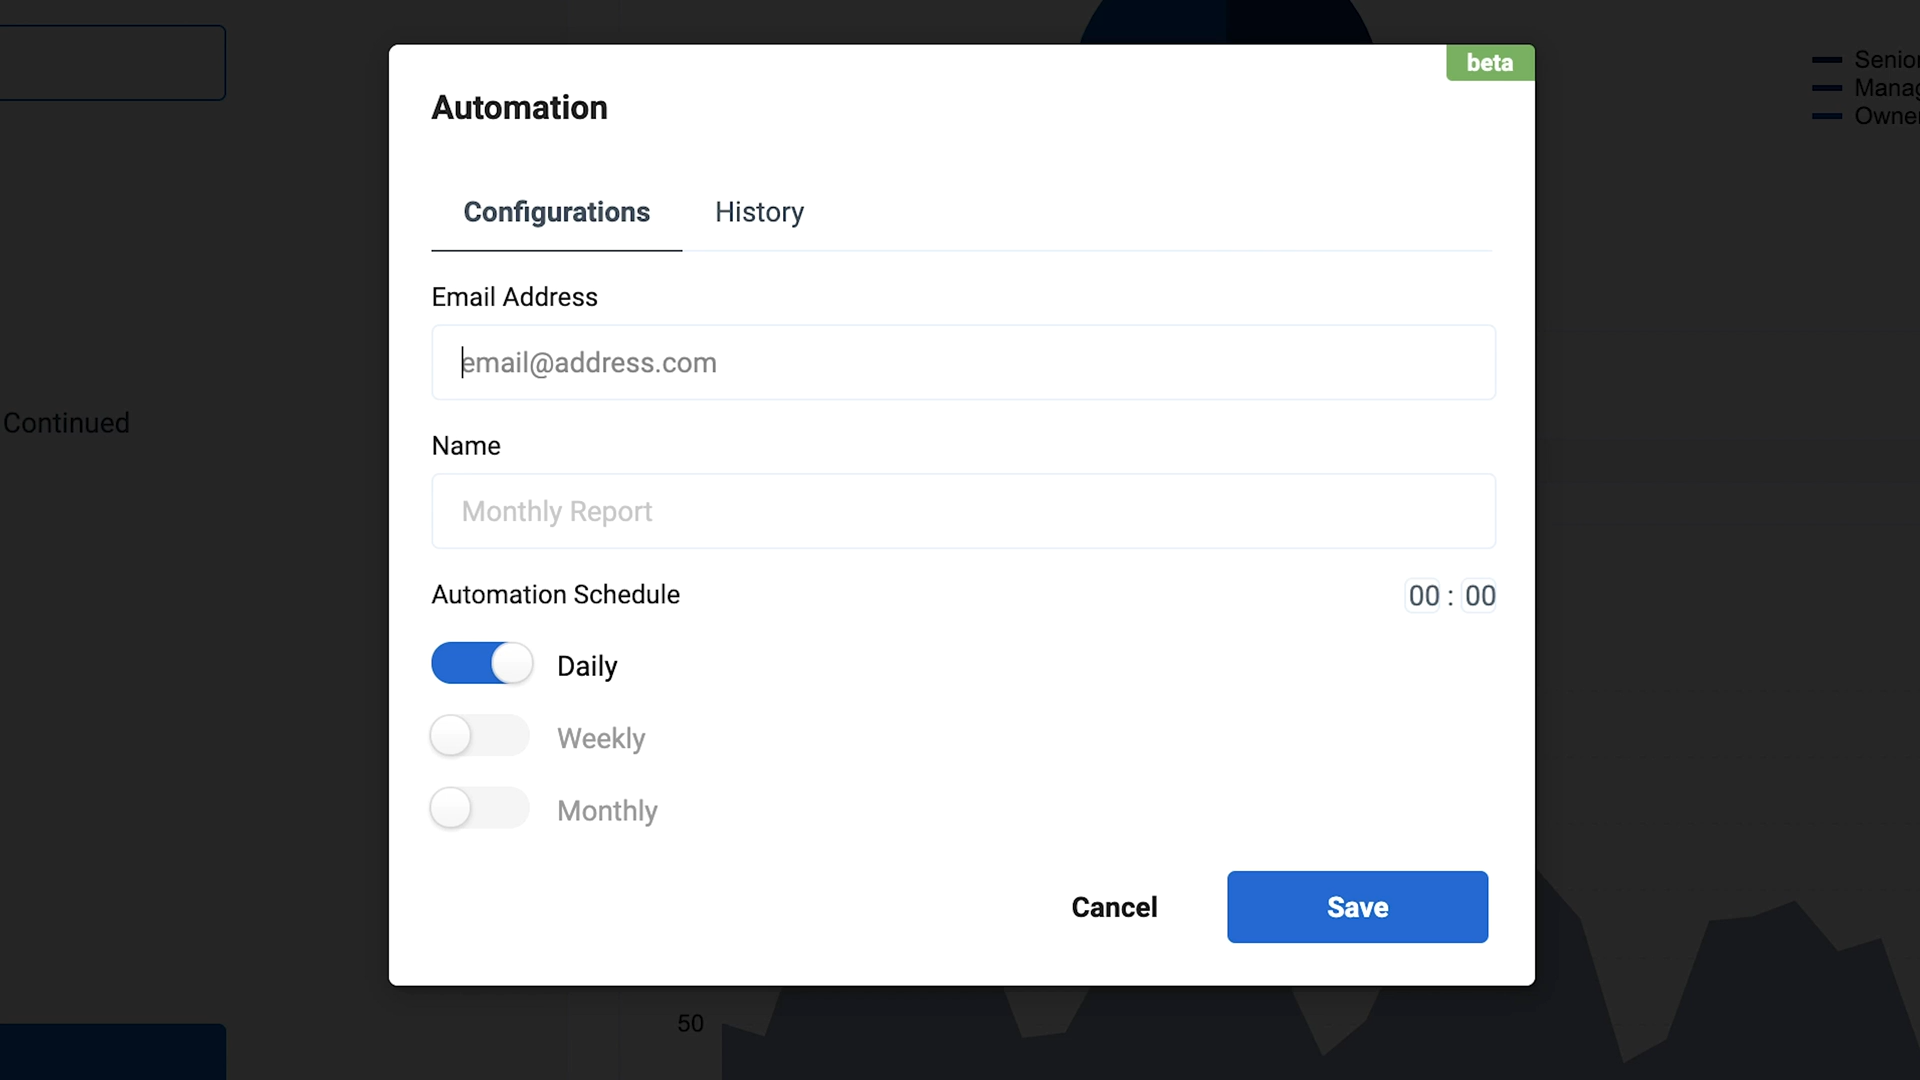 beta
Automation
Configurations History
Email Address
email@address.com
Name
Monthly Report
Automation Schedule 00 : 00
Daily
Weekly
Monthly
Cancel Save
Continued
50